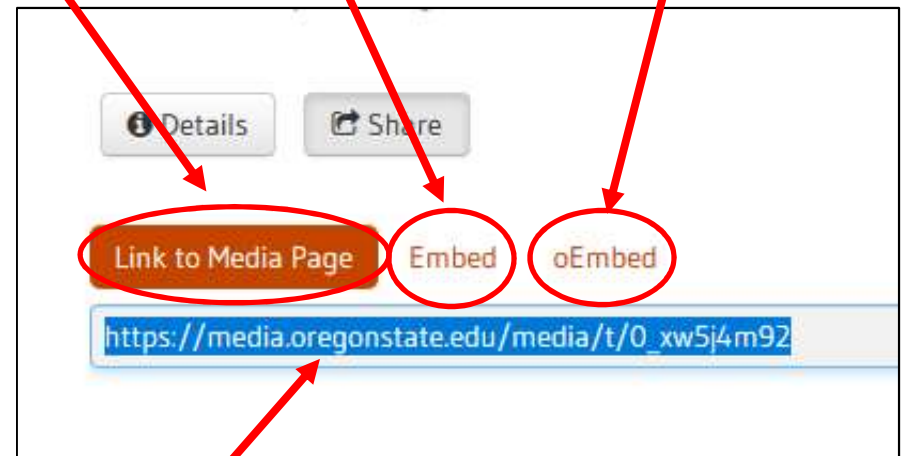 Details Share
Link to Media Page Embed oEmbed
https://media.oregonstate.edu/media/t/0_xw5j4m92